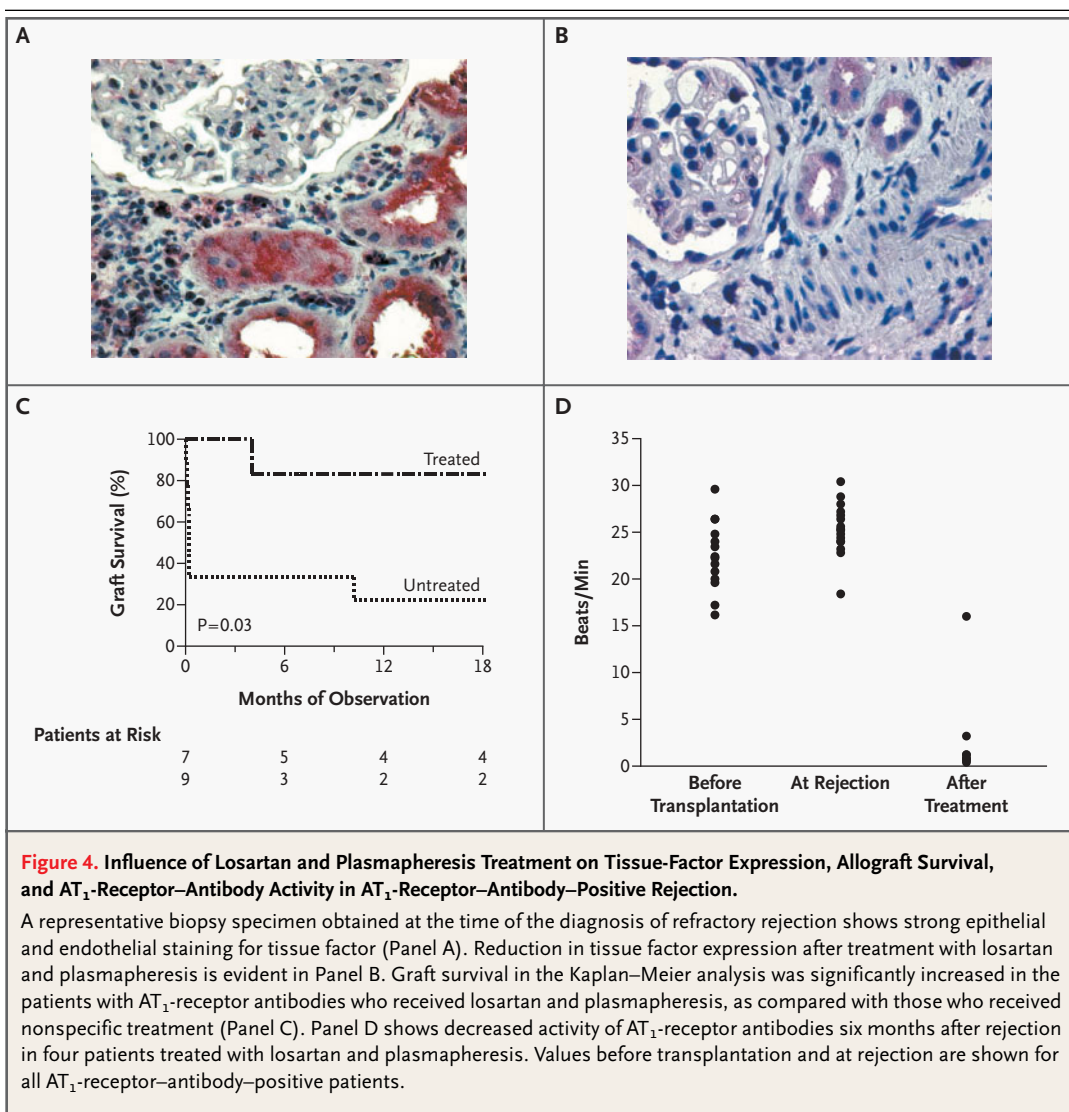 A
B
C
100
80
60
40
20
0
Graft Survival (%)
Treated
Untreated
P=0.03
0 6 12 18
Months of Observation
Patients at Risk
7 5 4 4
9 3 2 2
D
35
30
25
20
15
10
5
0
Beats/Min
Before
Transplantation
At Rejection
After
Treatment
Figure 4. Influence of Losartan and Plasmapheresis Treatment on Tissue-Factor Expression, Allograft Survival,
and AT₁-Receptor–Antibody Activity in AT₁-Receptor–Antibody–Positive Rejection.
A representative biopsy specimen obtained at the time of the diagnosis of refractory rejection shows strong epithelial
and endothelial staining for tissue factor (Panel A). Reduction in tissue factor expression after treatment with losartan
and plasmapheresis is evident in Panel B. Graft survival in the Kaplan–Meier analysis was significantly increased in the
patients with AT₁-receptor antibodies who received losartan and plasmapheresis, as compared with those who received
nonspecific treatment (Panel C). Panel D shows decreased activity of AT₁-receptor antibodies six months after rejection
in four patients treated with losartan and plasmapheresis. Values before transplantation and at rejection are shown for
all AT₁-receptor–antibody–positive patients.